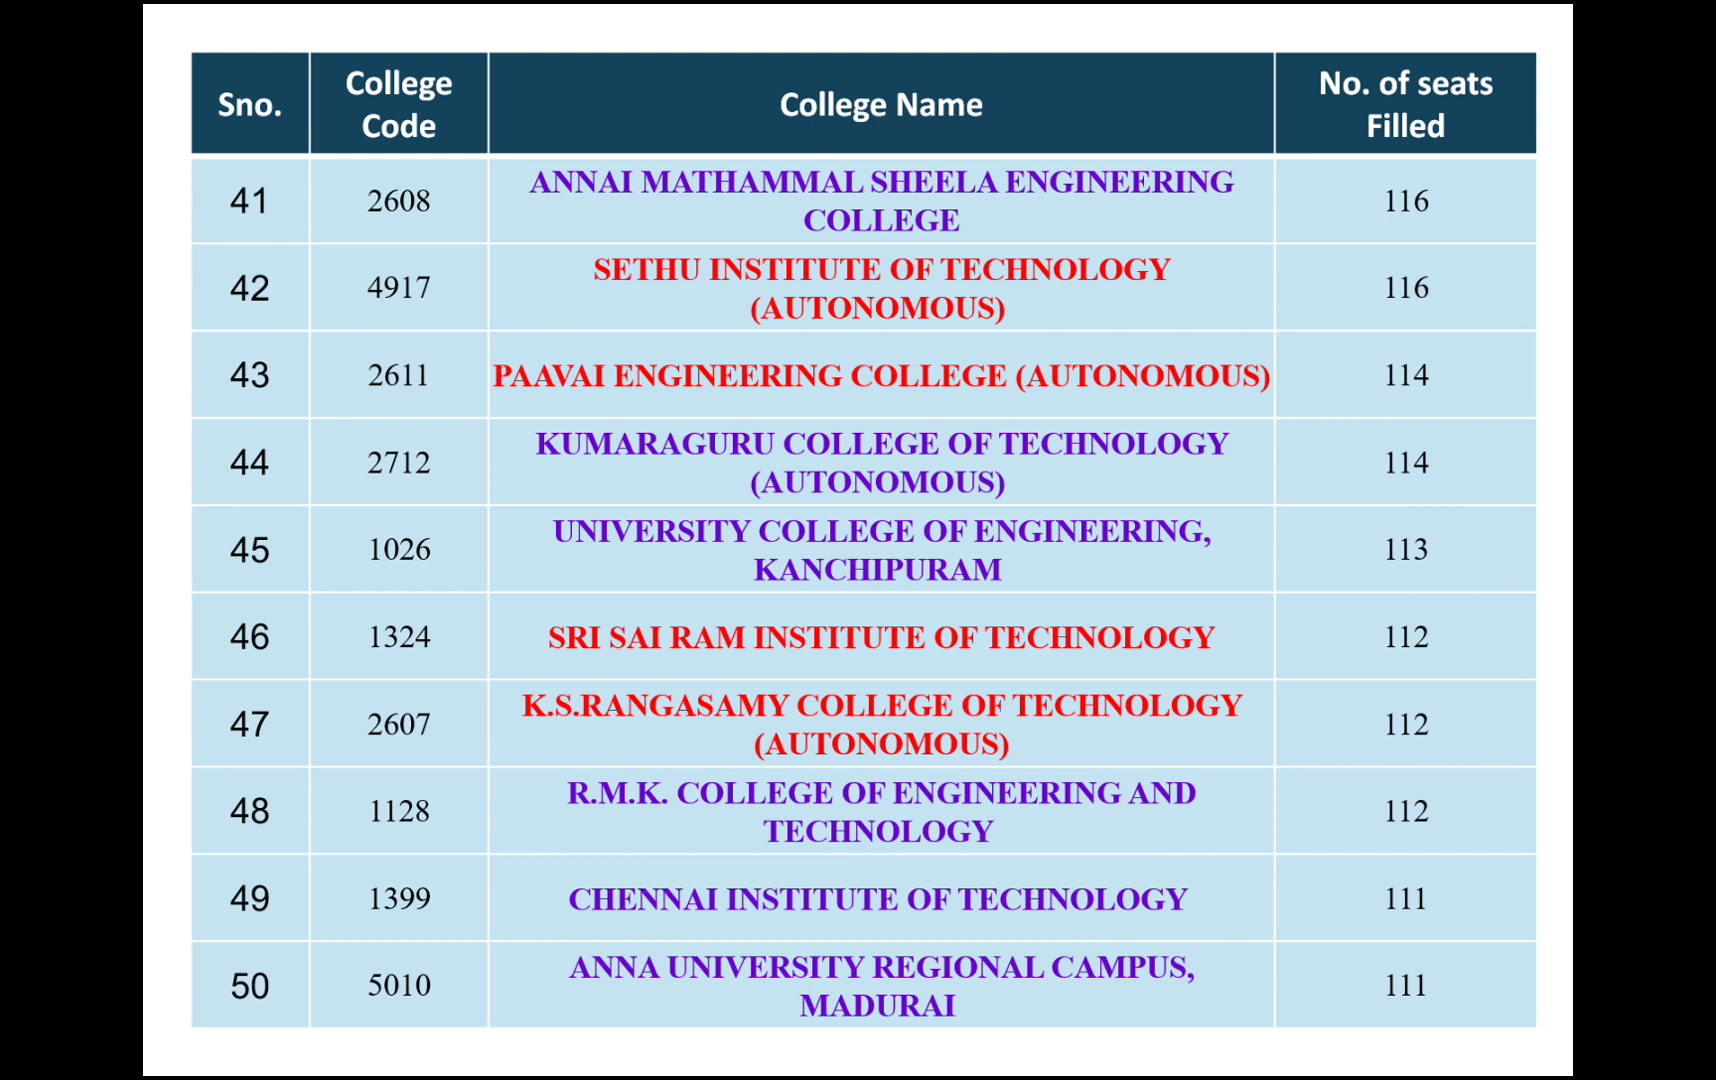 Sno.
College
Code
College Name
No. of seats
Filled
41
2608
ANNAI MATHAMMAL SHEELA ENGINEERING
COLLEGE
116
42
4917
SETHU INSTITUTE OF TECHNOLOGY
(AUTONOMOUS)
116
43
2611
PAAVAI ENGINEERING COLLEGE (AUTONOMOUS)
114
44
2712
KUMARAGURU COLLEGE OF TECHNOLOGY
(AUTONOMOUS)
114
45
1026
UNIVERSITY COLLEGE OF ENGINEERING,
KANCHIPURAM
113
46
1324
SRI SAI RAM INSTITUTE OF TECHNOLOGY
112
47
2607
K.S.RANGASAMY COLLEGE OF TECHNOLOGY
(AUTONOMOUS)
112
48
1128
R.M.K. COLLEGE OF ENGINEERING AND
TECHNOLOGY
112
49
1399
CHENNAI INSTITUTE OF TECHNOLOGY
111
50
5010
ANNA UNIVERSITY REGIONAL CAMPUS,
MADURAI
111